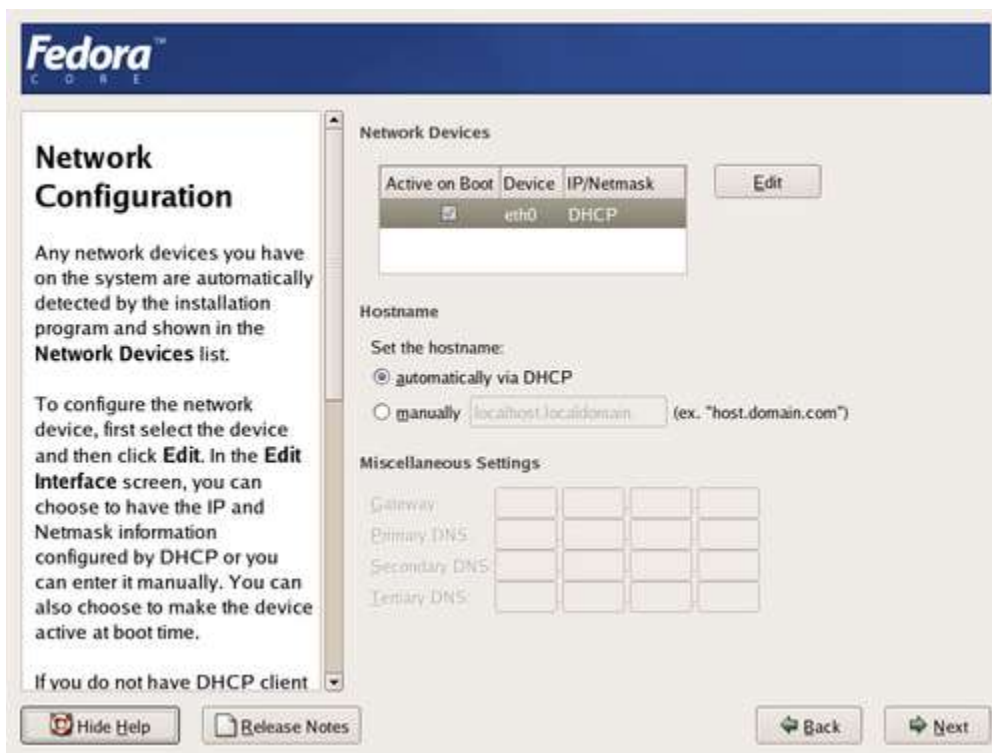 Fedora™
CORE
Network
Configuration
Any network devices you have
on the system are automatically
detected by the installation
program and shown in the
Network Devices list.
To configure the network
device, first select the device
and then click Edit. In the Edit
Interface screen, you can
choose to have the IP and
Netmask information
configured by DHCP or you
can enter it manually. You can
also choose to make the device
active at boot time.
If you do not have DHCP client
Network Devices
Active on Boot Device IP/Netmask
eth0 DHCP
Edit
Hostname
Set the hostname:
automatically via DHCP
manually localhost.localdomain (ex. "host.domain.com")
Miscellaneous Settings
Gateway:
Primary DNS:
Secondary DNS:
Tertiary DNS:
Hide Help
Release Notes
Back
Next